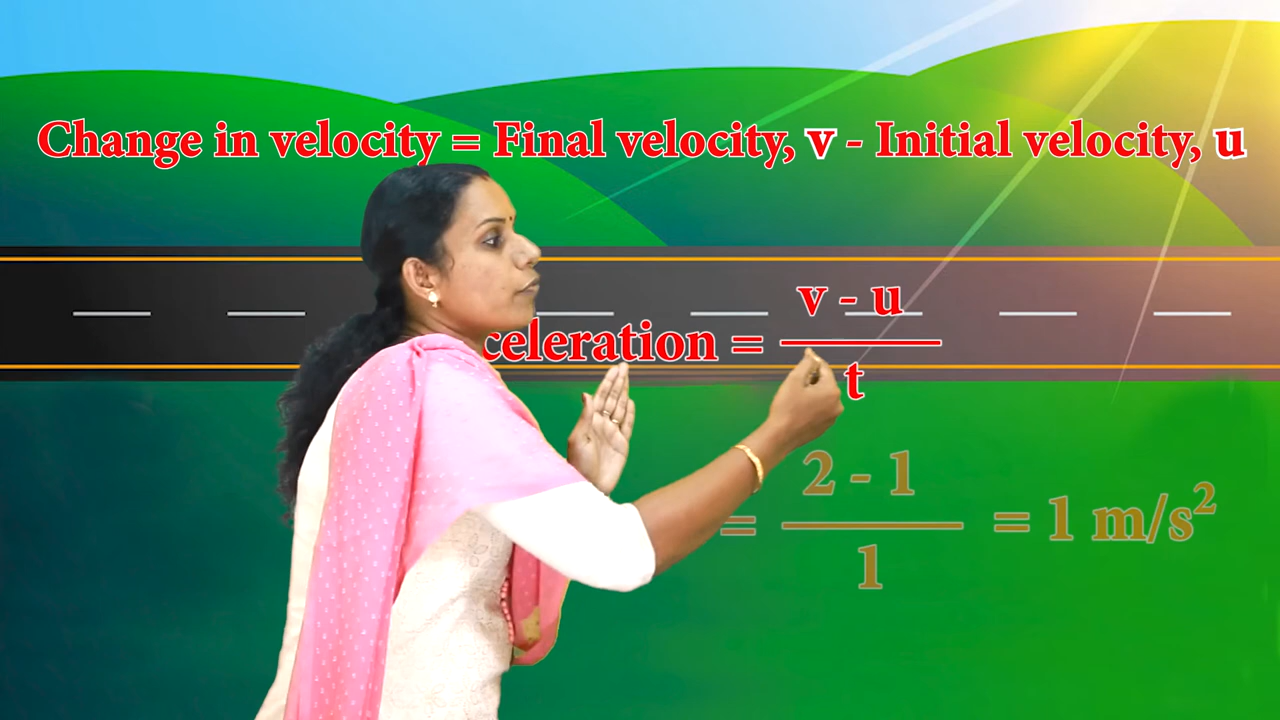 Change in velocity = Final velocity, v - Initial velocity, u
celeration = v - u
t
= 2 - 1
1
= 1 m/s²